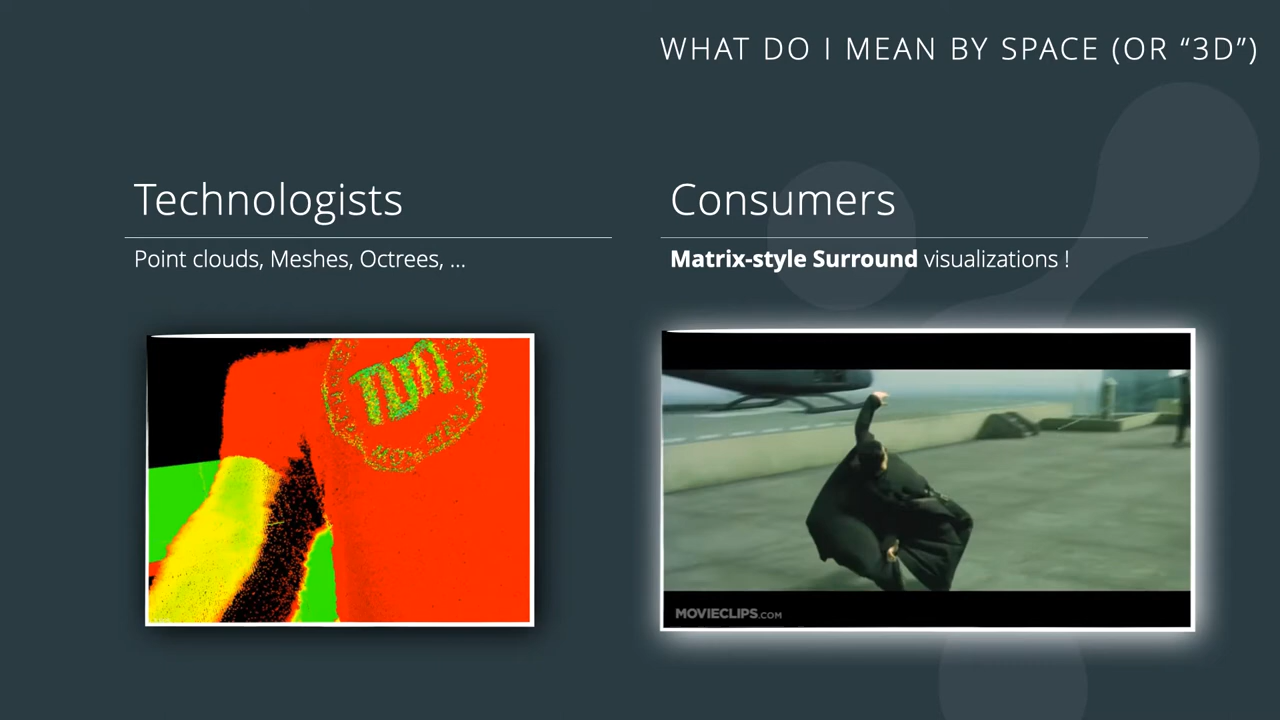 WHAT DO I MEAN BY SPACE (OR “3D”)
Technologists
Point clouds, Meshes, Octrees, ...
Consumers
Matrix-style Surround visualizations !
MOVIECLIPS.COM